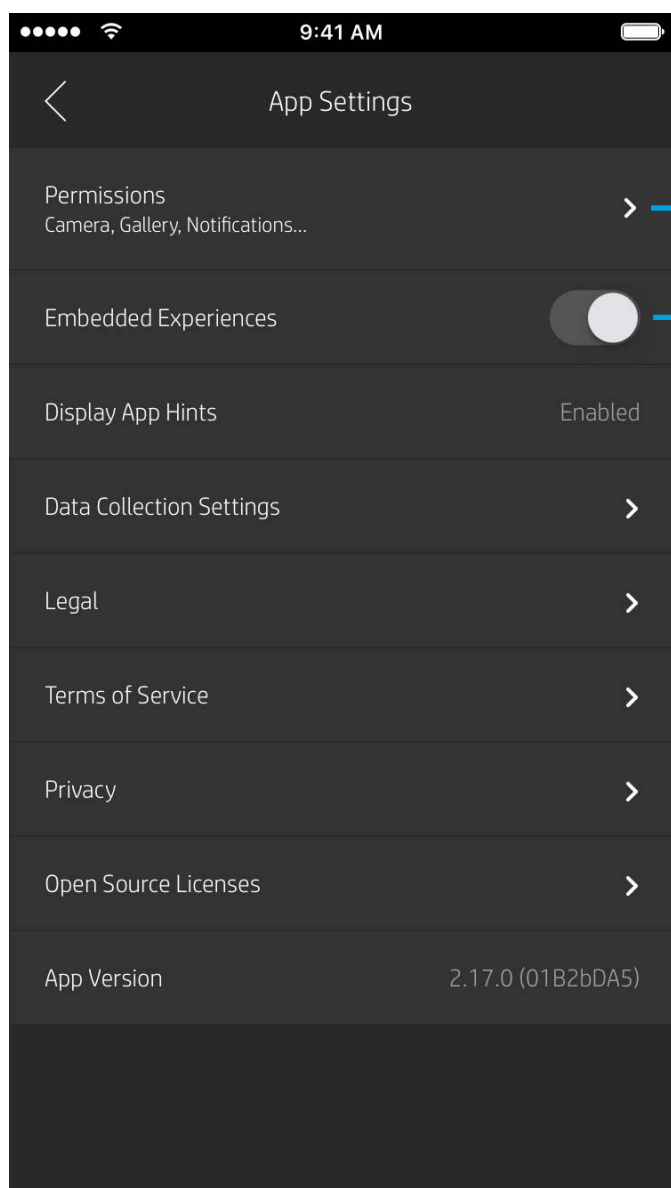 9:41 AM
App Settings
Permissions
Camera, Gallery, Notifications...
Embedded Experiences
Display App Hints Enabled
Data Collection Settings
Legal
Terms of Service
Privacy
Open Source Licenses
App Version 2.17.0 (01B2bDA5)